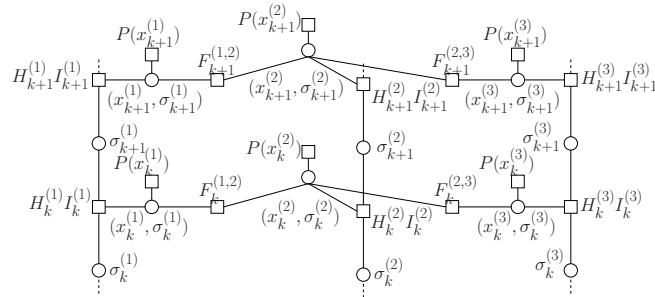 P(x_{k+1}^{(1)}) F_{k+1}^{(1,2)} P(x_{k+1}^{(2)}) F_{k+1}^{(2,3)} P(x_{k+1}^{(3)})
H_{k+1}^{(1)} I_{k+1}^{(1)} (x_{k+1}^{(1)}, σ_{k+1}^{(1)}) (x_{k+1}^{(2)}, σ_{k+1}^{(2)}) H_{k+1}^{(2)} I_{k+1}^{(2)} (x_{k+1}^{(3)}, σ_{k+1}^{(3)}) H_{k+1}^{(3)} I_{k+1}^{(3)}
σ_{k+1}^{(1)} σ_{k+1}^{(2)} σ_{k+1}^{(3)}
P(x_k^{(1)}) F_k^{(1,2)} P(x_k^{(2)}) F_k^{(2,3)} P(x_k^{(3)})
H_k^{(1)} I_k^{(1)} (x_k^{(1)}, σ_k^{(1)}) (x_k^{(2)}, σ_k^{(2)}) H_k^{(2)} I_k^{(2)} (x_k^{(3)}, σ_k^{(3)}) H_k^{(3)} I_k^{(3)}
σ_k^{(1)} σ_k^{(2)} σ_k^{(3)}